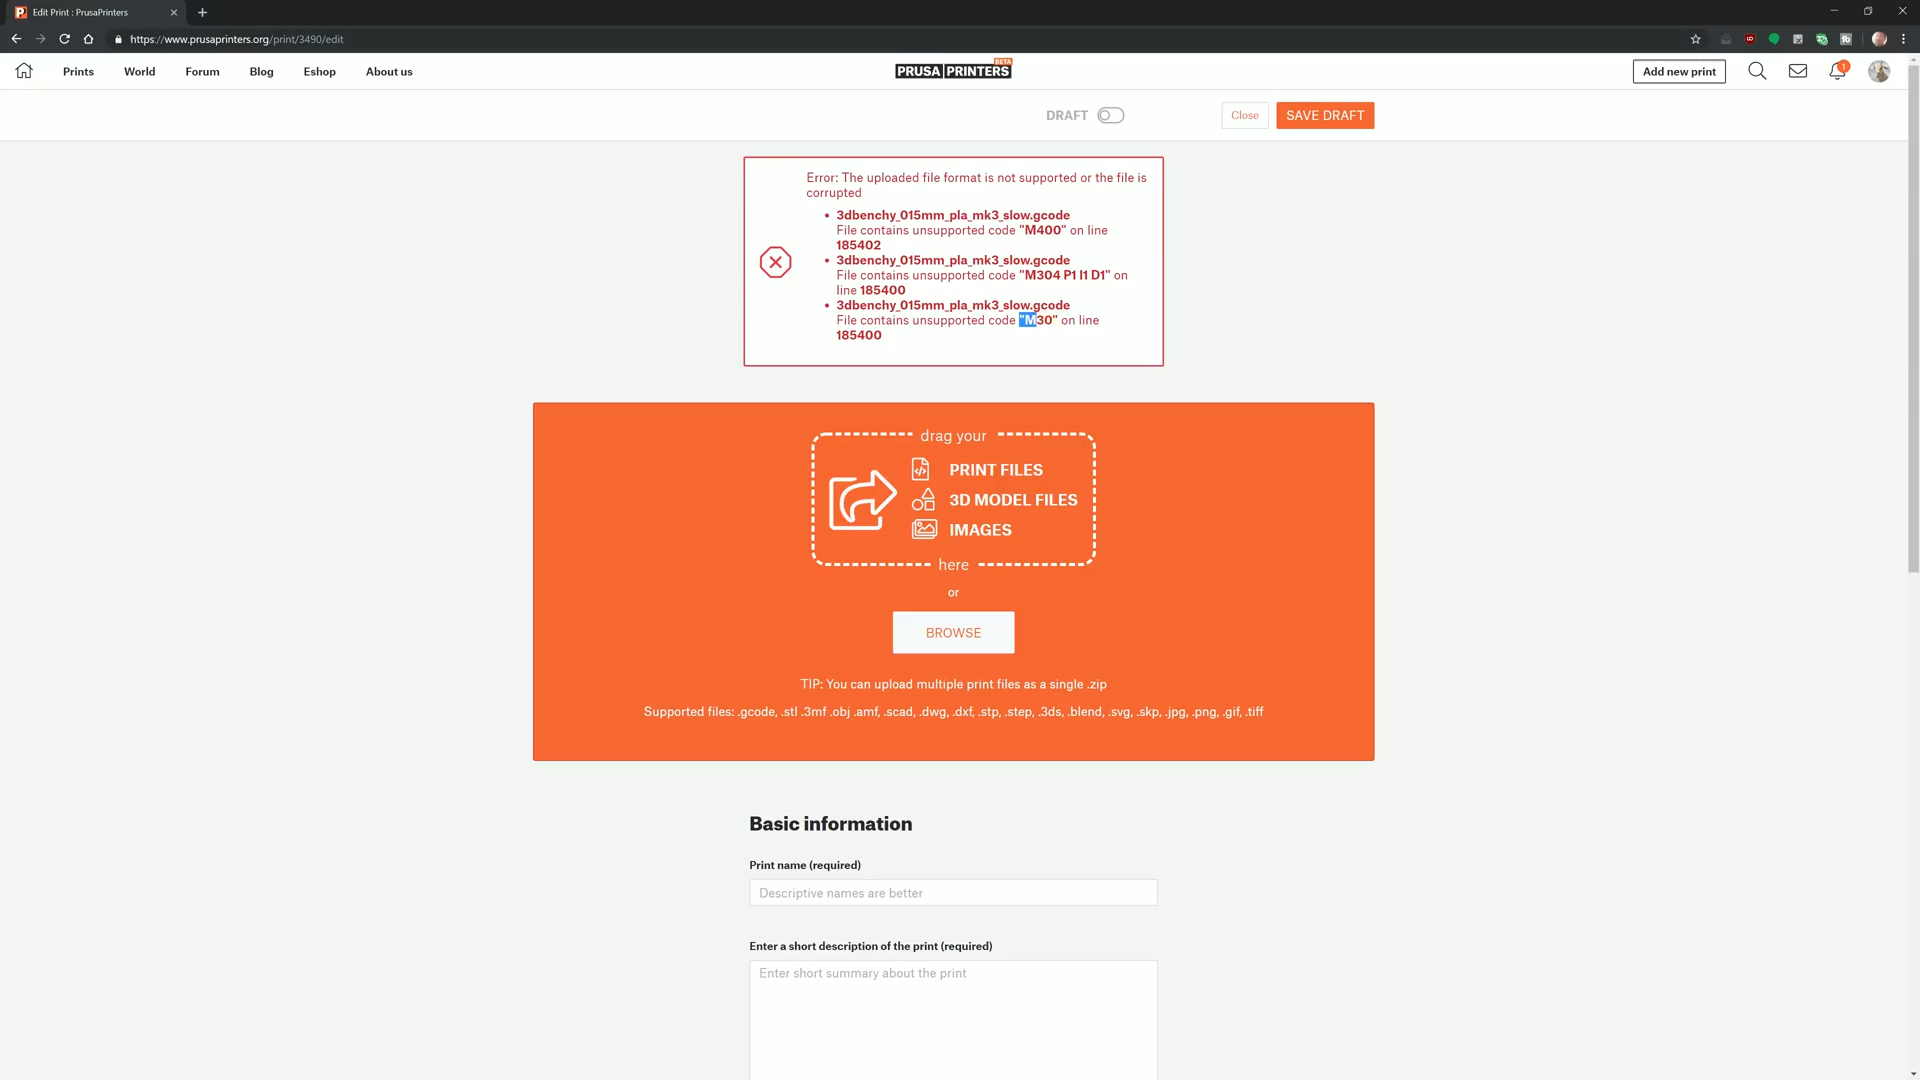 Edit Print : PrusaPrinters
https://www.prusaprinters.org/print/3490/edit
Prints World Forum Blog Eshop About us
PRUSA PRINTERS BETA
Add new print
1
DRAFT
Close
SAVE DRAFT
Error: The uploaded file format is not supported or the file is
corrupted
• 3dbenchy_015mm_pla_mk3_slow.gcode
File contains unsupported code "M400" on line
185402
• 3dbenchy_015mm_pla_mk3_slow.gcode
File contains unsupported code "M304 P1 I1 D1" on
line 185400
• 3dbenchy_015mm_pla_mk3_slow.gcode
File contains unsupported code "M30" on line
185400
drag your
PRINT FILES
3D MODEL FILES
IMAGES
here
or
BROWSE
TIP: You can upload multiple print files as a single .zip
Supported files: .gcode, .stl .3mf .obj .amf, .scad, .dwg, .dxf, .stp, .step, .3ds, .blend, .svg, .skp, .jpg, .png, .gif, .tiff
Basic information
Print name (required)
Descriptive names are better
Enter a short description of the print (required)
Enter short summary about the print